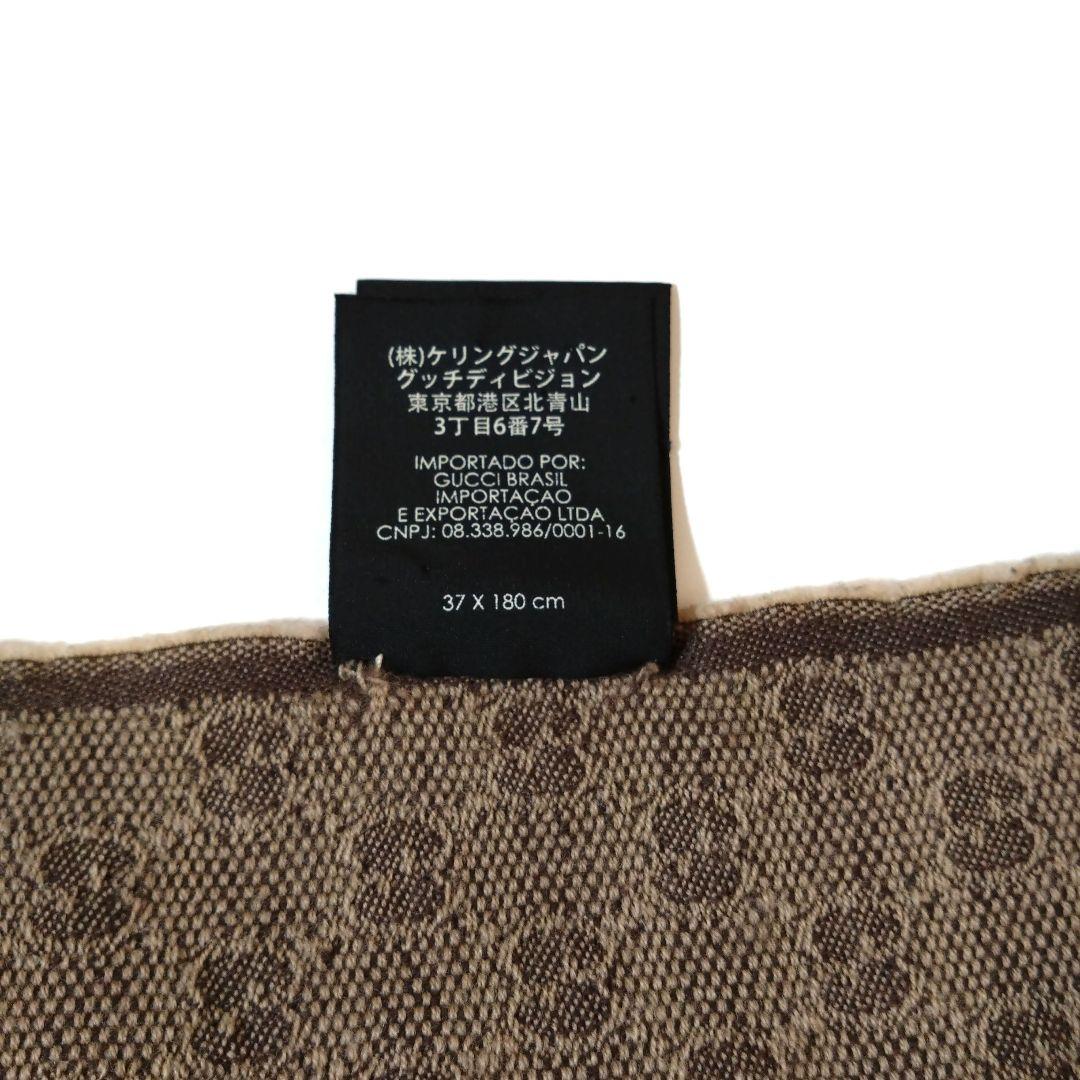 (株)ケリングジャパン
グッチディビジョン
東京都港区北青山
3丁目6番7号
IMPORTADO POR:
GUCCI BRASIL
IMPORTAÇAO
E EXPORTAÇAO LTDA
CNPJ: 08.338.986/0001-16
37 X 180 cm